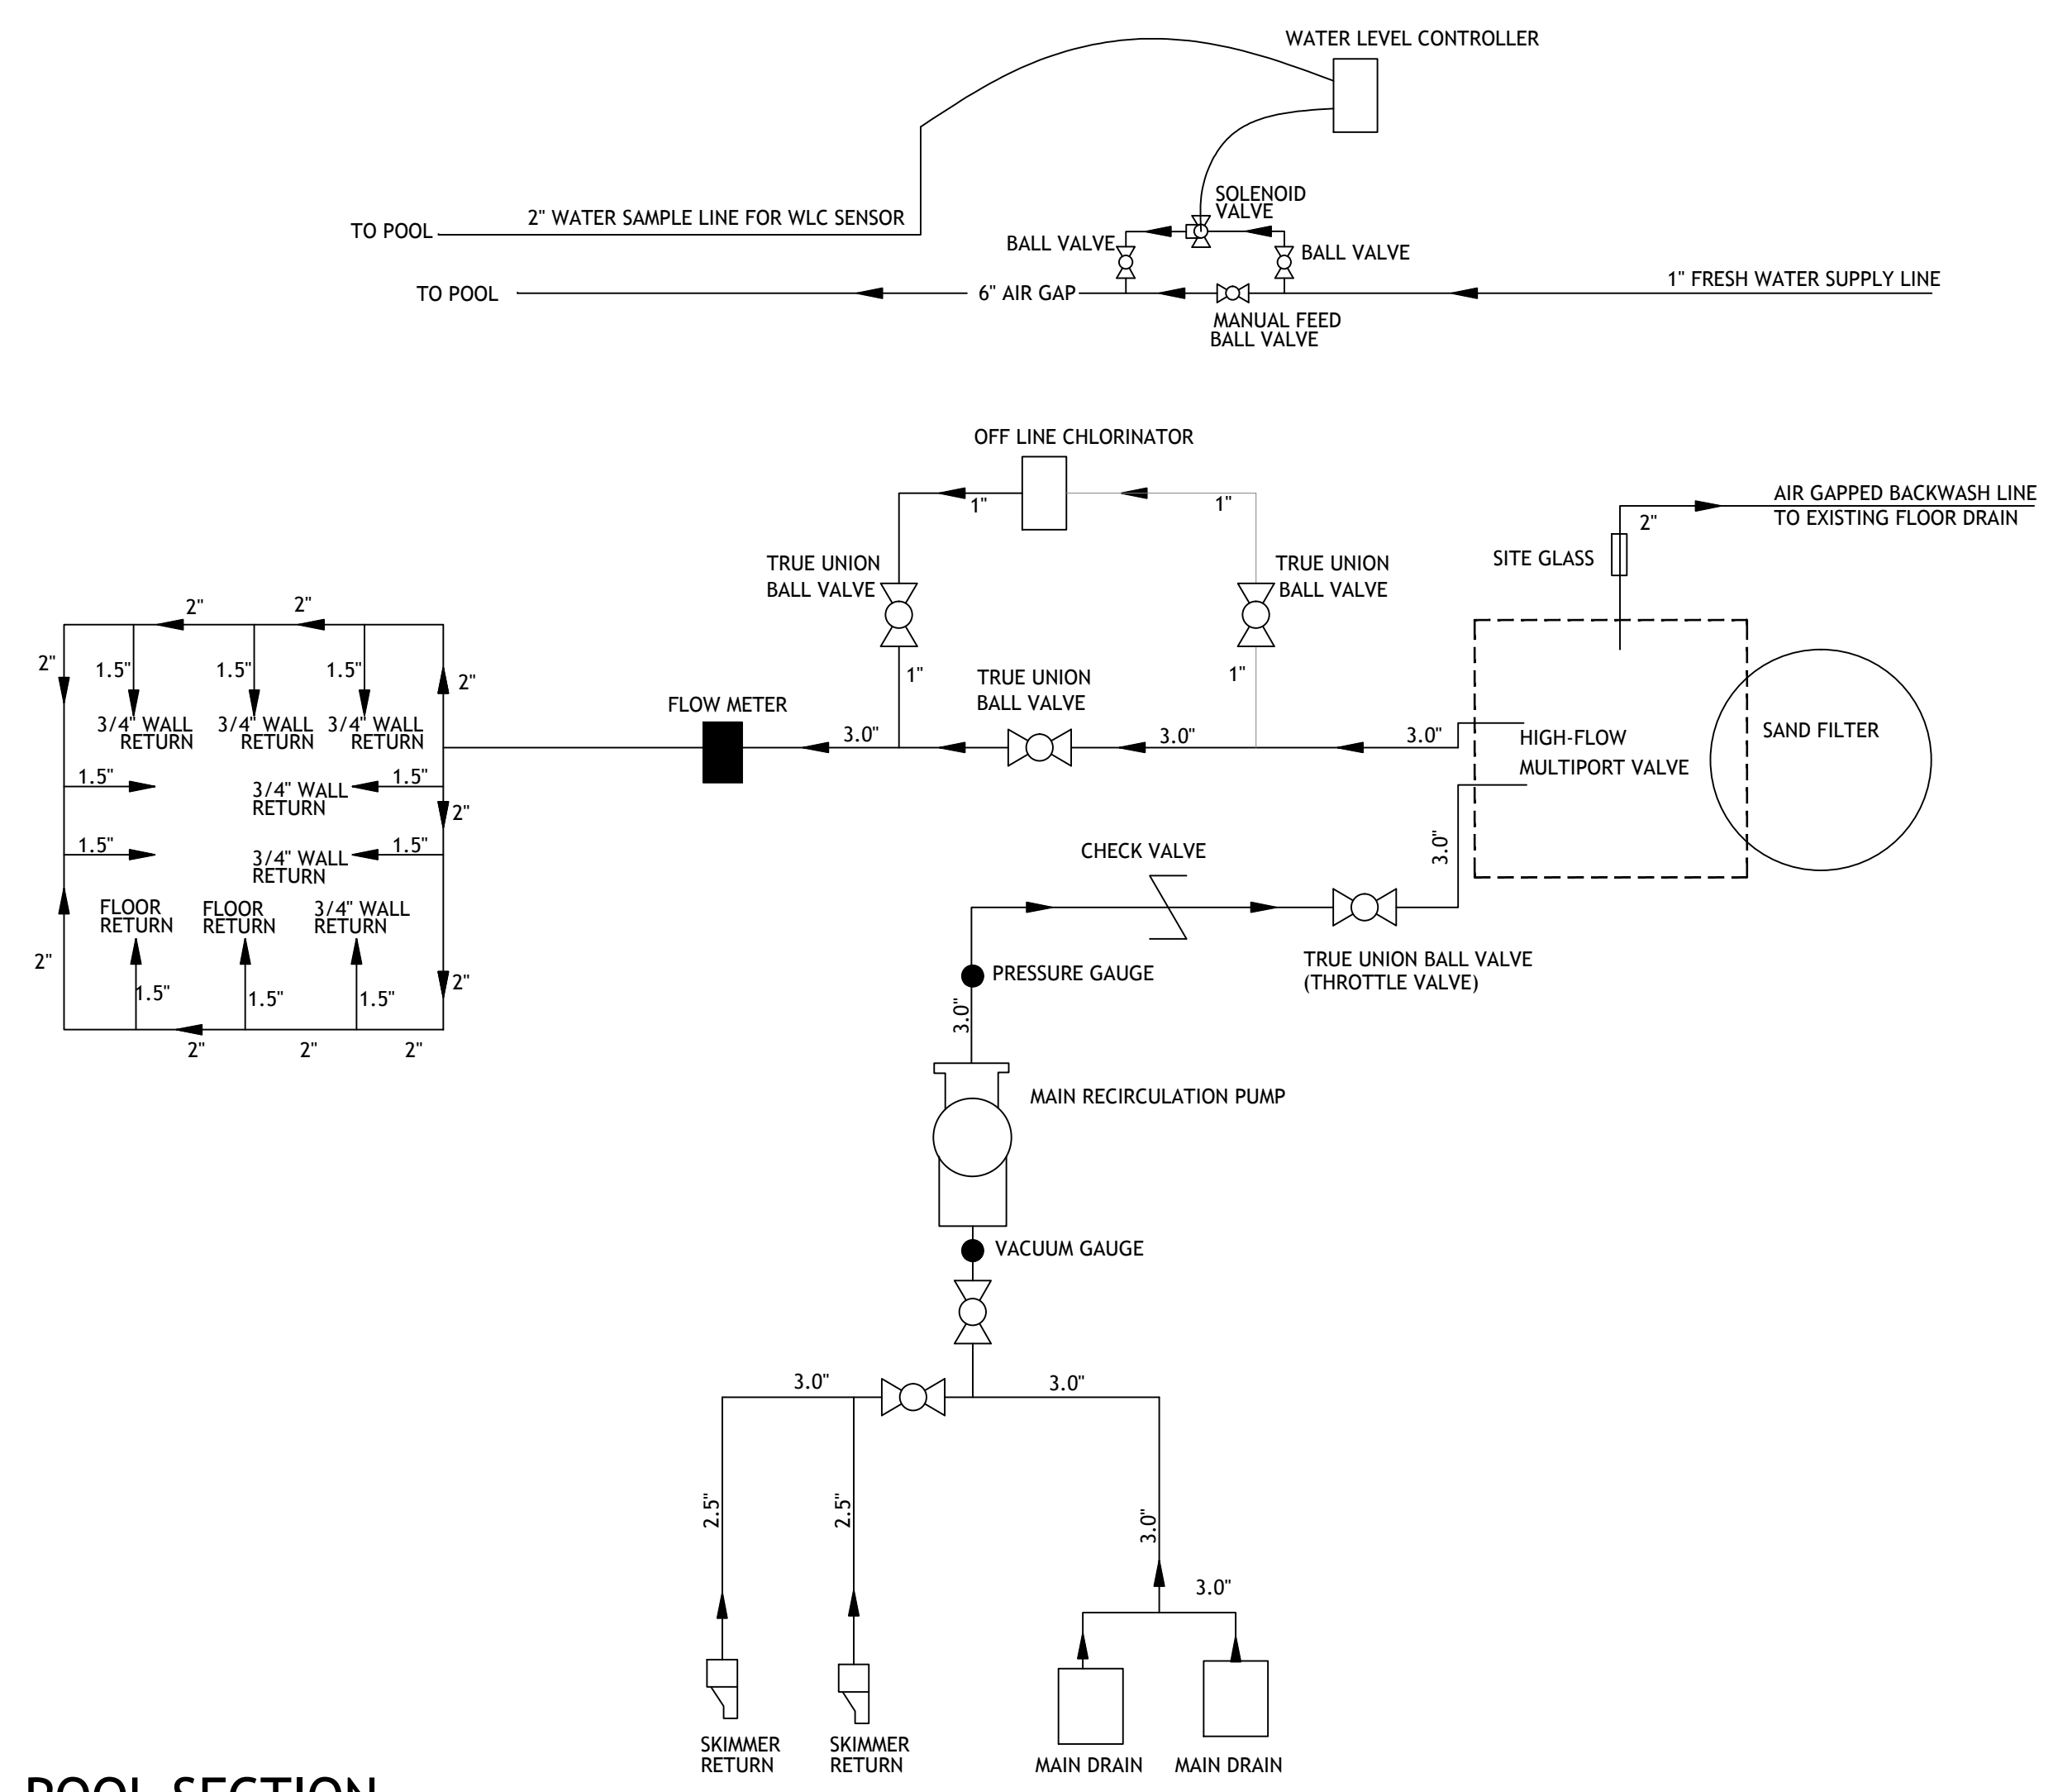 WATER LEVEL CONTROLLER
SOLENOID
VALVE
2" WATER SAMPLE LINE FOR WLC SENSOR
TO POOL
BALL VALVE
BALL VALVE
1" FRESH WATER SUPPLY LINE
TO POOL
6" AIR GAP
MANUAL FEED
BALL VALVE
OFF LINE CHLORINATOR
1"
1"
AIR GAPPED BACKWASH LINE
TO EXISTING FLOOR DRAIN
2"
SITE GLASS
TRUE UNION
BALL VALVE
TRUE UNION
BALL VALVE
2"
2"
2"
1.5"
1.5"
1.5"
2"
1"
1"
TRUE UNION
BALL VALVE
FLOW METER
3/4" WALL
RETURN
3/4" WALL
RETURN
3/4" WALL
RETURN
3.0"
3.0"
3.0"
HIGH-FLOW
MULTIPORT VALVE
SAND FILTER
1.5"
3/4" WALL
RETURN
1.5"
2"
1.5"
3/4" WALL
RETURN
1.5"
CHECK VALVE
3.0"
FLOOR
RETURN
FLOOR
RETURN
3/4" WALL
RETURN
2"
2"
1.5"
1.5"
1.5"
2"
2"
2"
PRESSURE GAUGE
TRUE UNION BALL VALVE
(THROTTLE VALVE)
3.0"
MAIN RECIRCULATION PUMP
VACUUM GAUGE
3.0"
3.0"
2.5"
2.5"
3.0"
3.0"
SKIMMER
RETURN
SKIMMER
RETURN
MAIN DRAIN
MAIN DRAIN
POOL SECTION